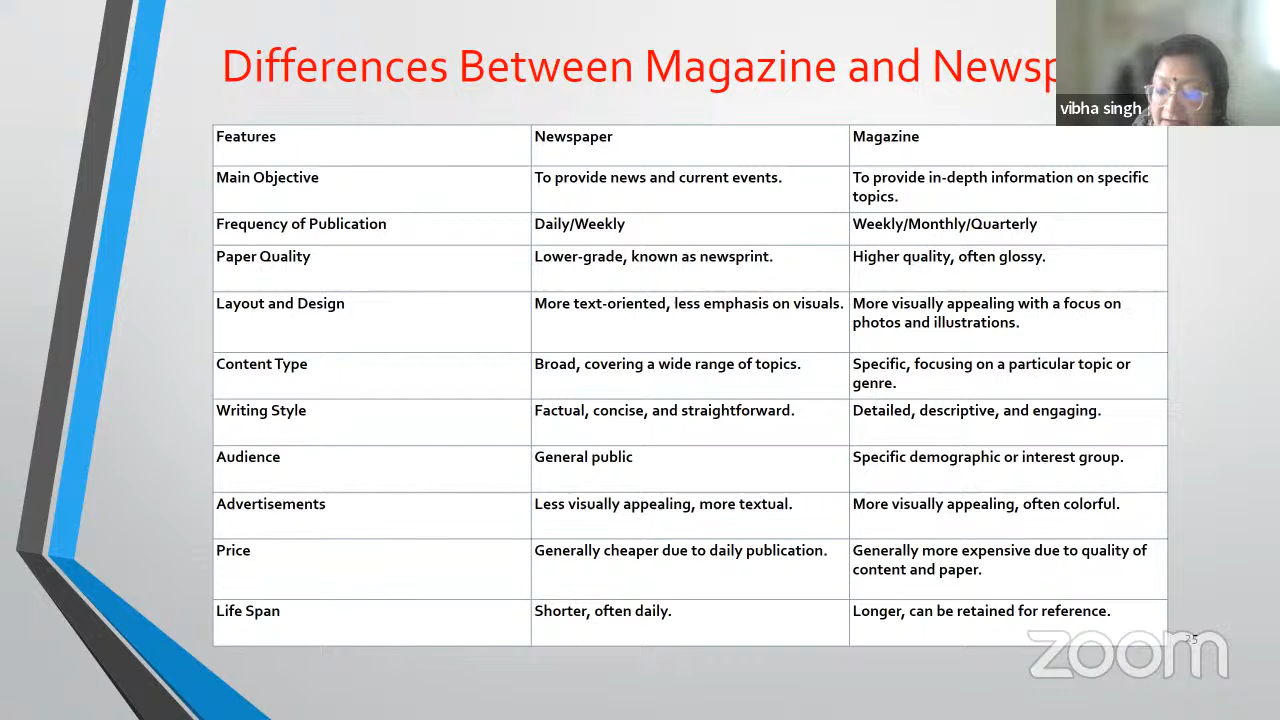 Differences Between Magazine and Newsp
vibha singh
Features Newspaper Magazine
Main Objective To provide news and current events. To provide in-depth information on specific
topics.
Frequency of Publication Daily/Weekly Weekly/Monthly/Quarterly
Paper Quality Lower-grade, known as newsprint. Higher quality, often glossy.
Layout and Design More text-oriented, less emphasis on visuals. More visually appealing with a focus on
photos and illustrations.
Content Type Broad, covering a wide range of topics. Specific, focusing on a particular topic or
genre.
Writing Style Factual, concise, and straightforward. Detailed, descriptive, and engaging.
Audience General public Specific demographic or interest group.
Advertisements Less visually appealing, more textual. More visually appealing, often colorful.
Price Generally cheaper due to daily publication. Generally more expensive due to quality of
content and paper.
Life Span Shorter, often daily. Longer, can be retained for reference.
25
zoom